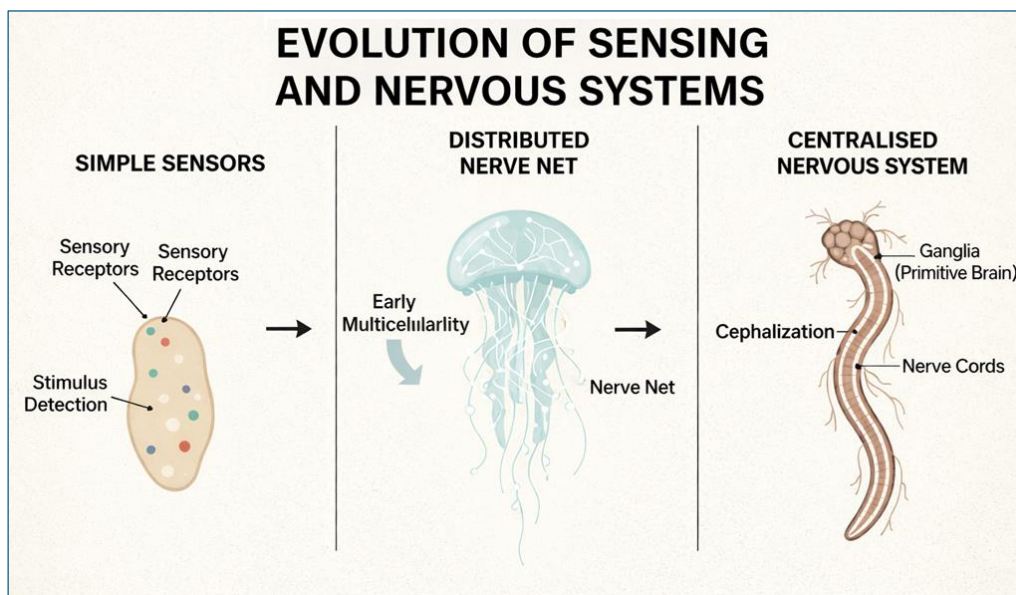 EVOLUTION OF SENSING
AND NERVOUS SYSTEMS
SIMPLE SENSORS
Sensory
Receptors
Sensory
Receptors
Stimulus
Detection
DISTRIBUTED
NERVE NET
Early
Multicelıılarlity
Nerve Net
CENTRALISED
NERVOUS SYSTEM
Ganglia
(Primitive Brain)
Cephalization
Nerve Cords